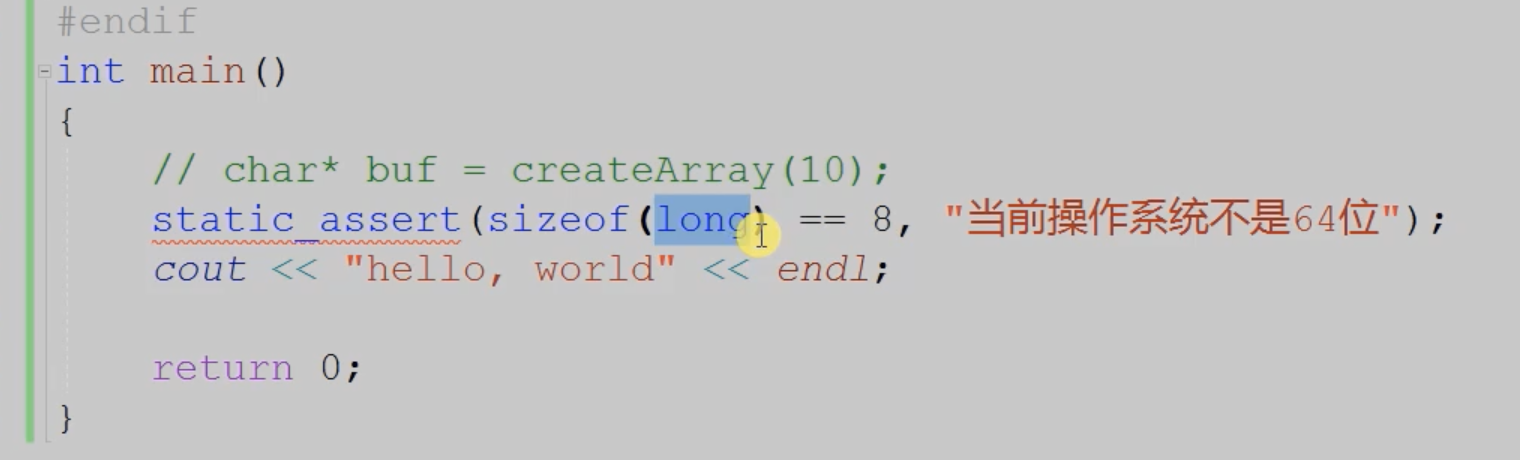 #endif
int main()
{
// char* buf = createArray(10);
static_assert(sizeof(long) == 8, "当前操作系统不是64位");
cout << "hello, world" << endl;
return 0;
}